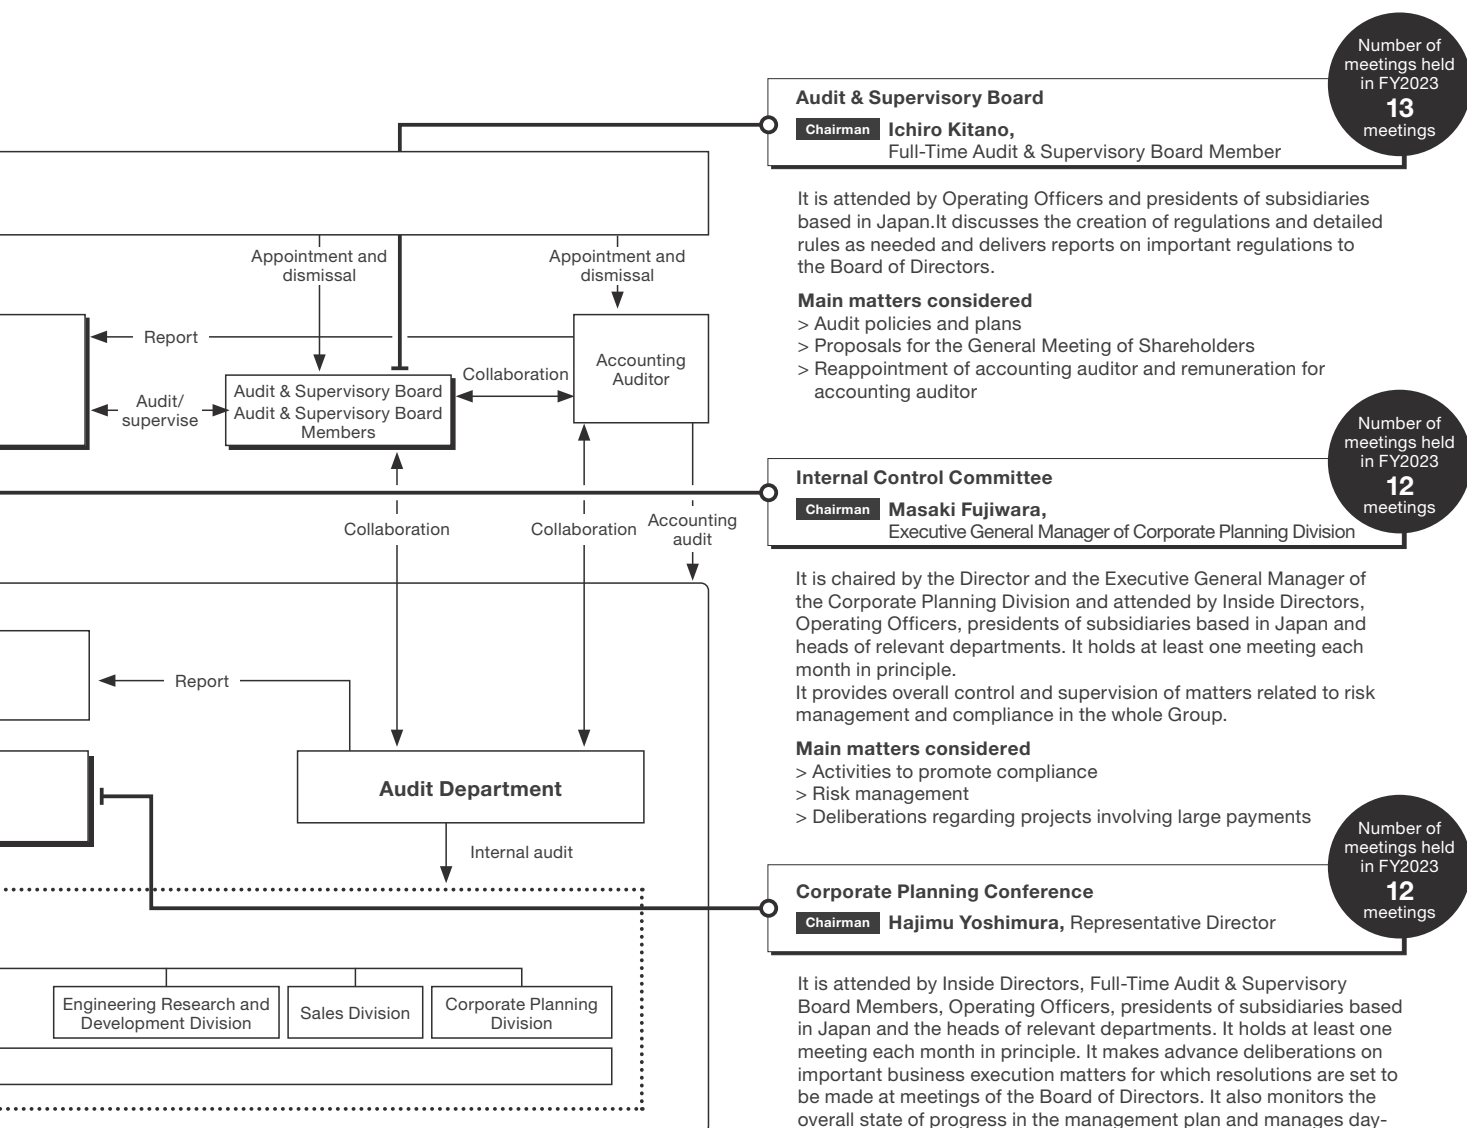 Appointment and
dismissal
Appointment and
dismissal
Report
Accounting
Auditor
Collaboration
Audit/
supervise
Audit & Supervisory Board
Audit & Supervisory Board
Members
Collaboration
Collaboration
Accounting
audit
Report
Audit Department
Internal audit
Engineering Research and
Development Division
Sales Division
Corporate Planning
Division
Number of
meetings held
in FY2023
13
meetings
Audit & Supervisory Board
Chairman Ichiro Kitano,
Full-Time Audit & Supervisory Board Member
It is attended by Operating Officers and presidents of subsidiaries
based in Japan.It discusses the creation of regulations and detailed
rules as needed and delivers reports on important regulations to
the Board of Directors.
Main matters considered
> Audit policies and plans
> Proposals for the General Meeting of Shareholders
> Reappointment of accounting auditor and remuneration for
accounting auditor
Number of
meetings held
in FY2023
12
meetings
Internal Control Committee
Chairman Masaki Fujiwara,
Executive General Manager of Corporate Planning Division
It is chaired by the Director and the Executive General Manager of
the Corporate Planning Division and attended by Inside Directors,
Operating Officers, presidents of subsidiaries based in Japan and
heads of relevant departments. It holds at least one meeting each
month in principle.
It provides overall control and supervision of matters related to risk
management and compliance in the whole Group.
Main matters considered
> Activities to promote compliance
> Risk management
> Deliberations regarding projects involving large payments
Number of
meetings held
in FY2023
12
meetings
Corporate Planning Conference
Chairman Hajimu Yoshimura, Representative Director
It is attended by Inside Directors, Full-Time Audit & Supervisory
Board Members, Operating Officers, presidents of subsidiaries based
in Japan and the heads of relevant departments. It holds at least one
meeting each month in principle. It makes advance deliberations on
important business execution matters for which resolutions are set to
be made at meetings of the Board of Directors. It also monitors the
overall state of progress in the management plan and manages day-